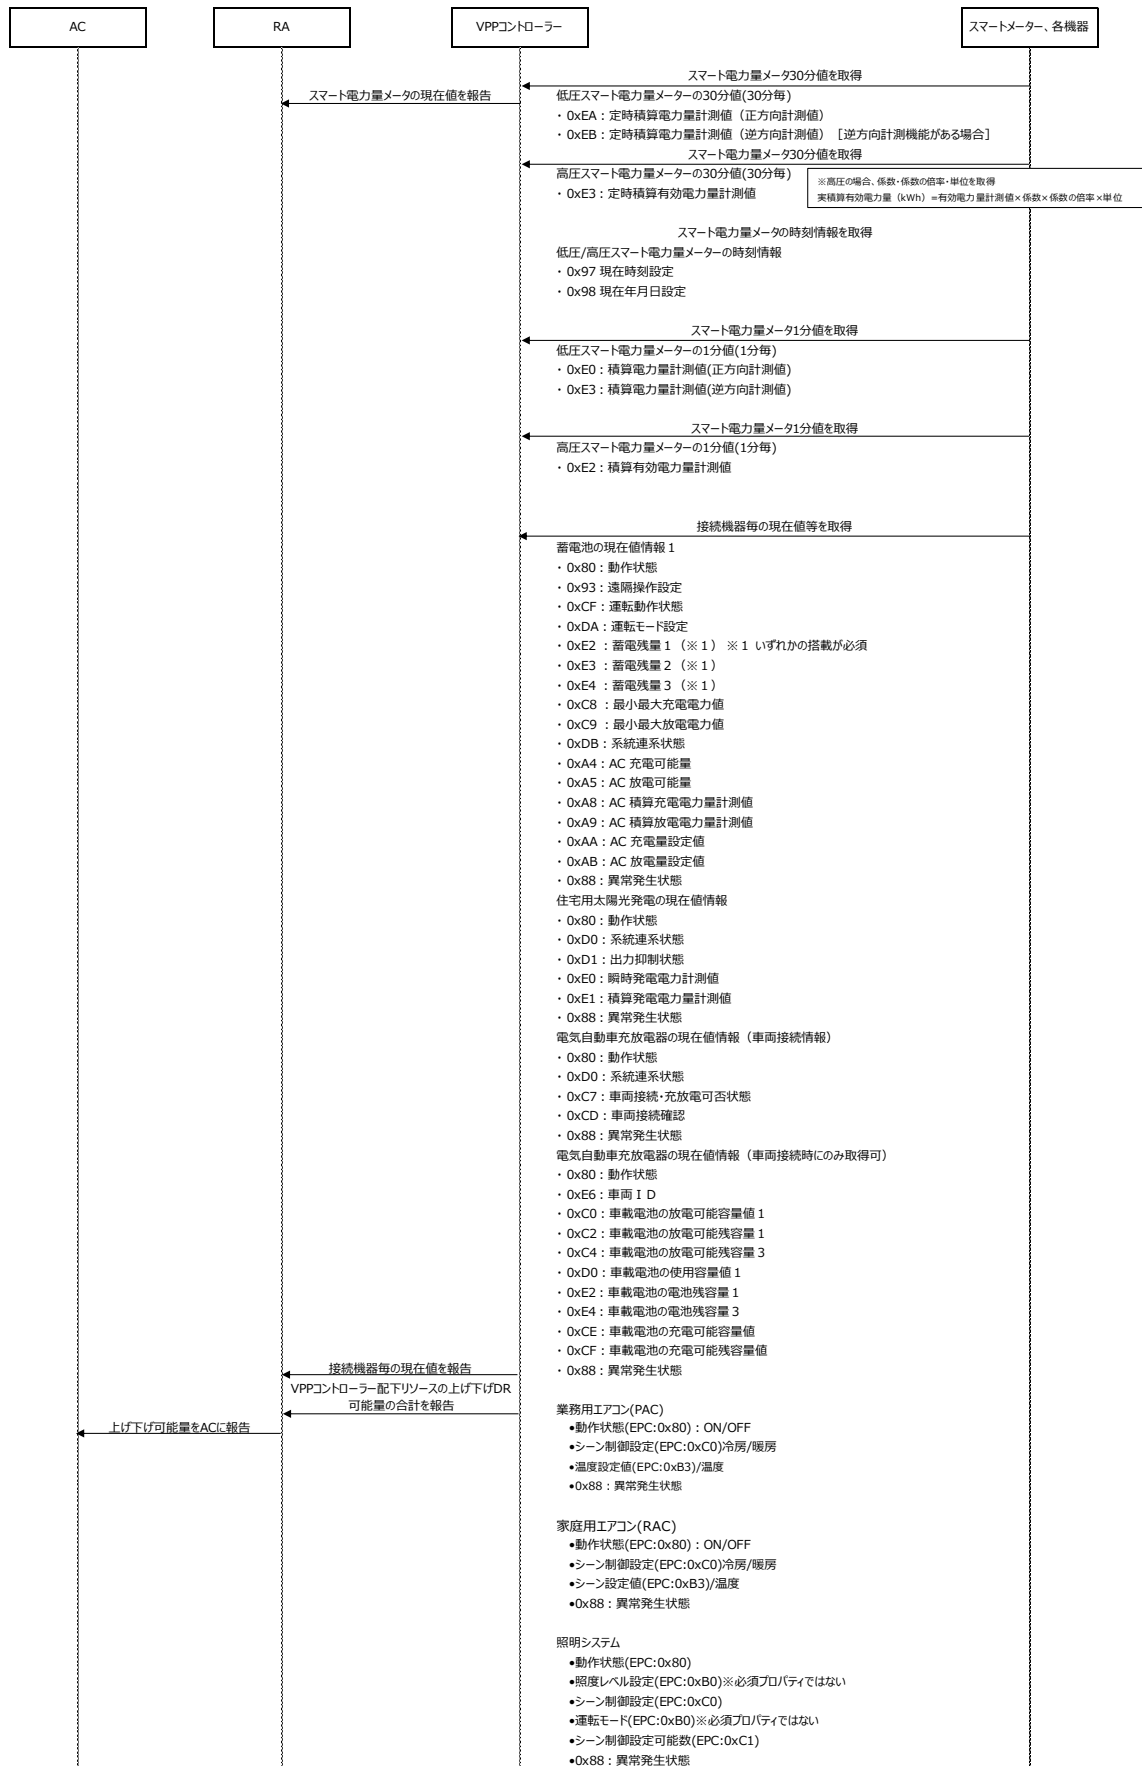 AC
RA
VPPコントローラー
スマートメーター、各機器
スマート電力量メータ30分値を取得
スマート電力量メータの現在値を報告
低圧スマート電力量メーターの30分値(30分毎)
・0xEA：定時積算電力量計測値（正方向計測値）
・0xEB：定時積算電力量計測値（逆方向計測値）［逆方向計測機能がある場合］
スマート電力量メータ30分値を取得
高圧スマート電力量メーターの30分値(30分毎)
・0xE3：定時積算有効電力量計測値
※高圧の場合、係数・係数の倍率・単位を取得
実積算有効電力量（kWh）=有効電力量計測値×係数×係数の倍率×単位
スマート電力量メータの時刻情報を取得
低圧/高圧スマート電力量メーターの時刻情報
・0x97 現在時刻設定
・0x98 現在年月日設定
スマート電力量メータ1分値を取得
低圧スマート電力量メーターの1分値(1分毎)
・0xE0：積算電力量計測値(正方向計測値)
・0xE3：積算電力量計測値(逆方向計測値)
スマート電力量メータ1分値を取得
高圧スマート電力量メーターの1分値(1分毎)
・0xE2：積算有効電力量計測値
接続機器毎の現在値等を取得
蓄電池の現在値情報１
・0x80：動作状態
・0x93：遠隔操作設定
・0xCF：運転動作状態
・0xDA：運転モード設定
・0xE2 ：蓄電残量１（※１） ※１ いずれかの搭載が必須
・0xE3 ：蓄電残量２（※１）
・0xE4 ：蓄電残量３（※１）
・0xC8 ：最小最大充電電力値
・0xC9 ：最小最大放電電力値
・0xDB：系統連系状態
・0xA4：AC 充電可能量
・0xA5：AC 放電可能量
・0xA8：AC 積算充電電力量計測値
・0xA9：AC 積算放電電力量計測値
・0xAA：AC 充電量設定値
・0xAB：AC 放電量設定値
・0x88：異常発生状態
住宅用太陽光発電の現在値情報
・0x80：動作状態
・0xD0：系統連系状態
・0xD1：出力抑制状態
・0xE0：瞬時発電電力計測値
・0xE1：積算発電電力量計測値
・0x88：異常発生状態
電気自動車充放電器の現在値情報（車両接続情報）
・0x80：動作状態
・0xD0：系統連系状態
・0xC7：車両接続・充放電可否状態
・0xCD：車両接続確認
・0x88：異常発生状態
電気自動車充放電器の現在値情報（車両接続時にのみ取得可）
・0x80：動作状態
・0xE6：車両ＩＤ
・0xC0：車載電池の放電可能容量値１
・0xC2：車載電池の放電可能残容量１
・0xC4：車載電池の放電可能残容量３
・0xD0：車載電池の使用容量値１
・0xE2：車載電池の電池残容量１
・0xE4：車載電池の電池残容量３
・0xCE：車載電池の充電可能容量値
・0xCF：車載電池の充電可能残容量値
・0x88：異常発生状態
接続機器毎の現在値を報告
VPPコントローラー配下リソースの上げ下げDR
可能量の合計を報告
上げ下げ可能量をACに報告
業務用エアコン(PAC)
•動作状態(EPC:0x80)：ON/OFF
•シーン制御設定(EPC:0xC0)冷房/暖房
•温度設定値(EPC:0xB3)/温度
•0x88：異常発生状態
家庭用エアコン(RAC)
•動作状態(EPC:0x80)：ON/OFF
•シーン制御設定(EPC:0xC0)冷房/暖房
•シーン設定値(EPC:0xB3)/温度
•0x88：異常発生状態
照明システム
•動作状態(EPC:0x80)
•照度レベル設定(EPC:0xB0)※必須プロパティではない
•シーン制御設定(EPC:0xC0)
•運転モード(EPC:0xB0)※必須プロパティではない
•シーン制御設定可能数(EPC:0xC1)
•0x88：異常発生状態